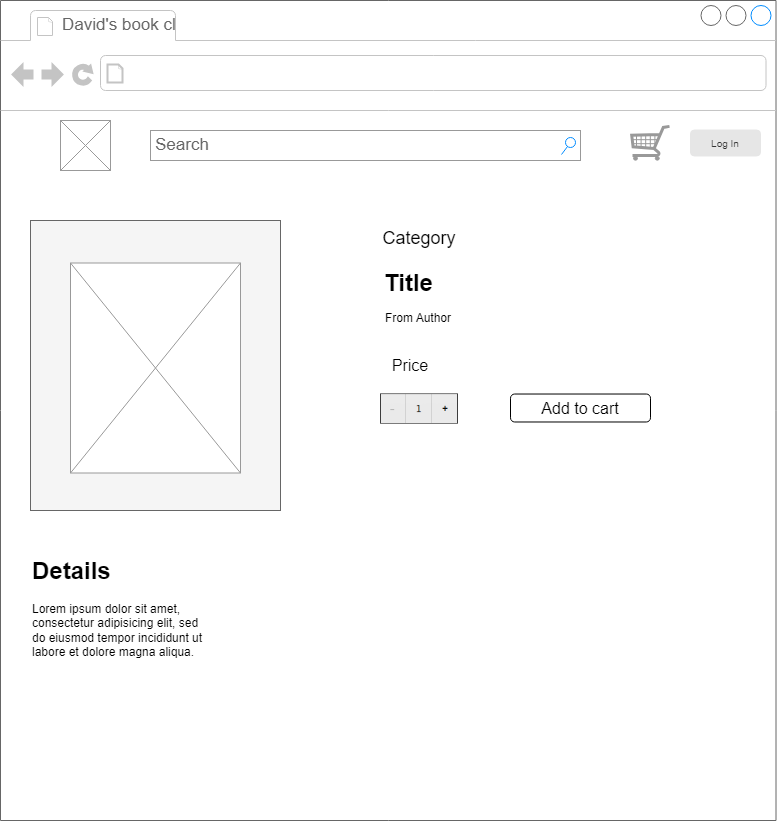 David's book cl
Search
Log In
Category
Title
From Author
Price
- 1 +
Add to cart
Details
Lorem ipsum dolor sit amet,
consectetur adipisicing elit, sed
do eiusmod tempor incididunt ut
labore et dolore magna aliqua.